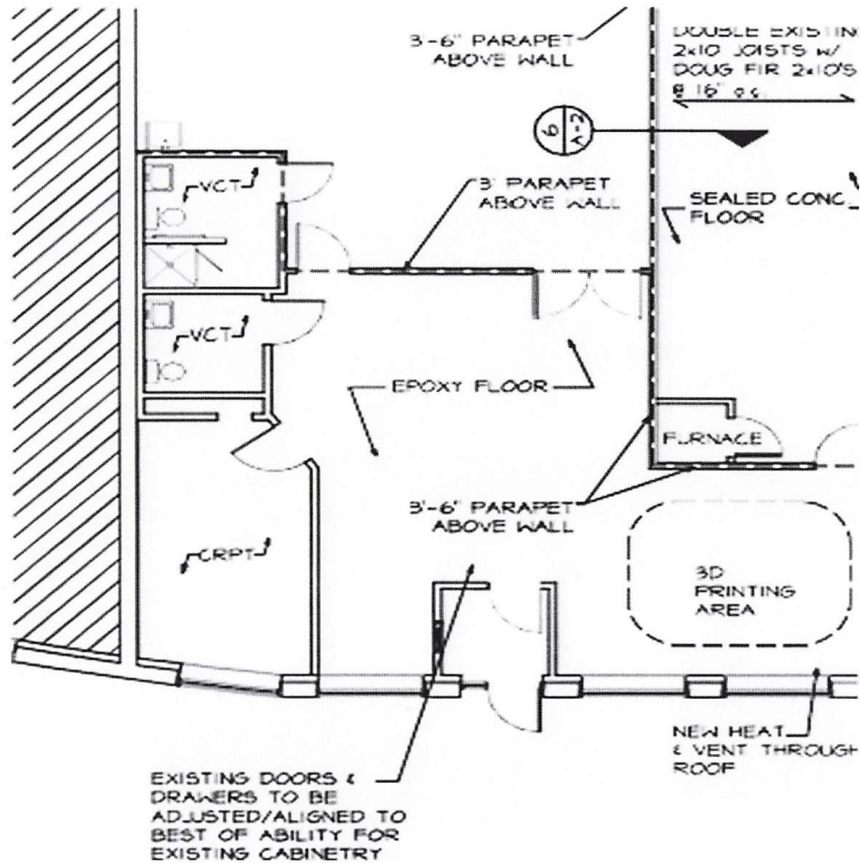 3'-6" PARAPET
ABOVE WALL
DOUBLE EXISTIN
2x10 JOISTS W/
DOUG FIR 2x10'S
@ 16" o.c.
6
A-2
VCT
3' PARAPET
ABOVE WALL
SEALED CONC.
FLOOR
VCT
EPOXY FLOOR
FURNACE
3'-6" PARAPET
ABOVE WALL
CRPT
3D
PRINTING
AREA
NEW HEAT
& VENT THROUGH
ROOF
EXISTING DOORS &
DRAWERS TO BE
ADJUSTED/ALIGNED TO
BEST OF ABILITY FOR
EXISTING CABINETRY